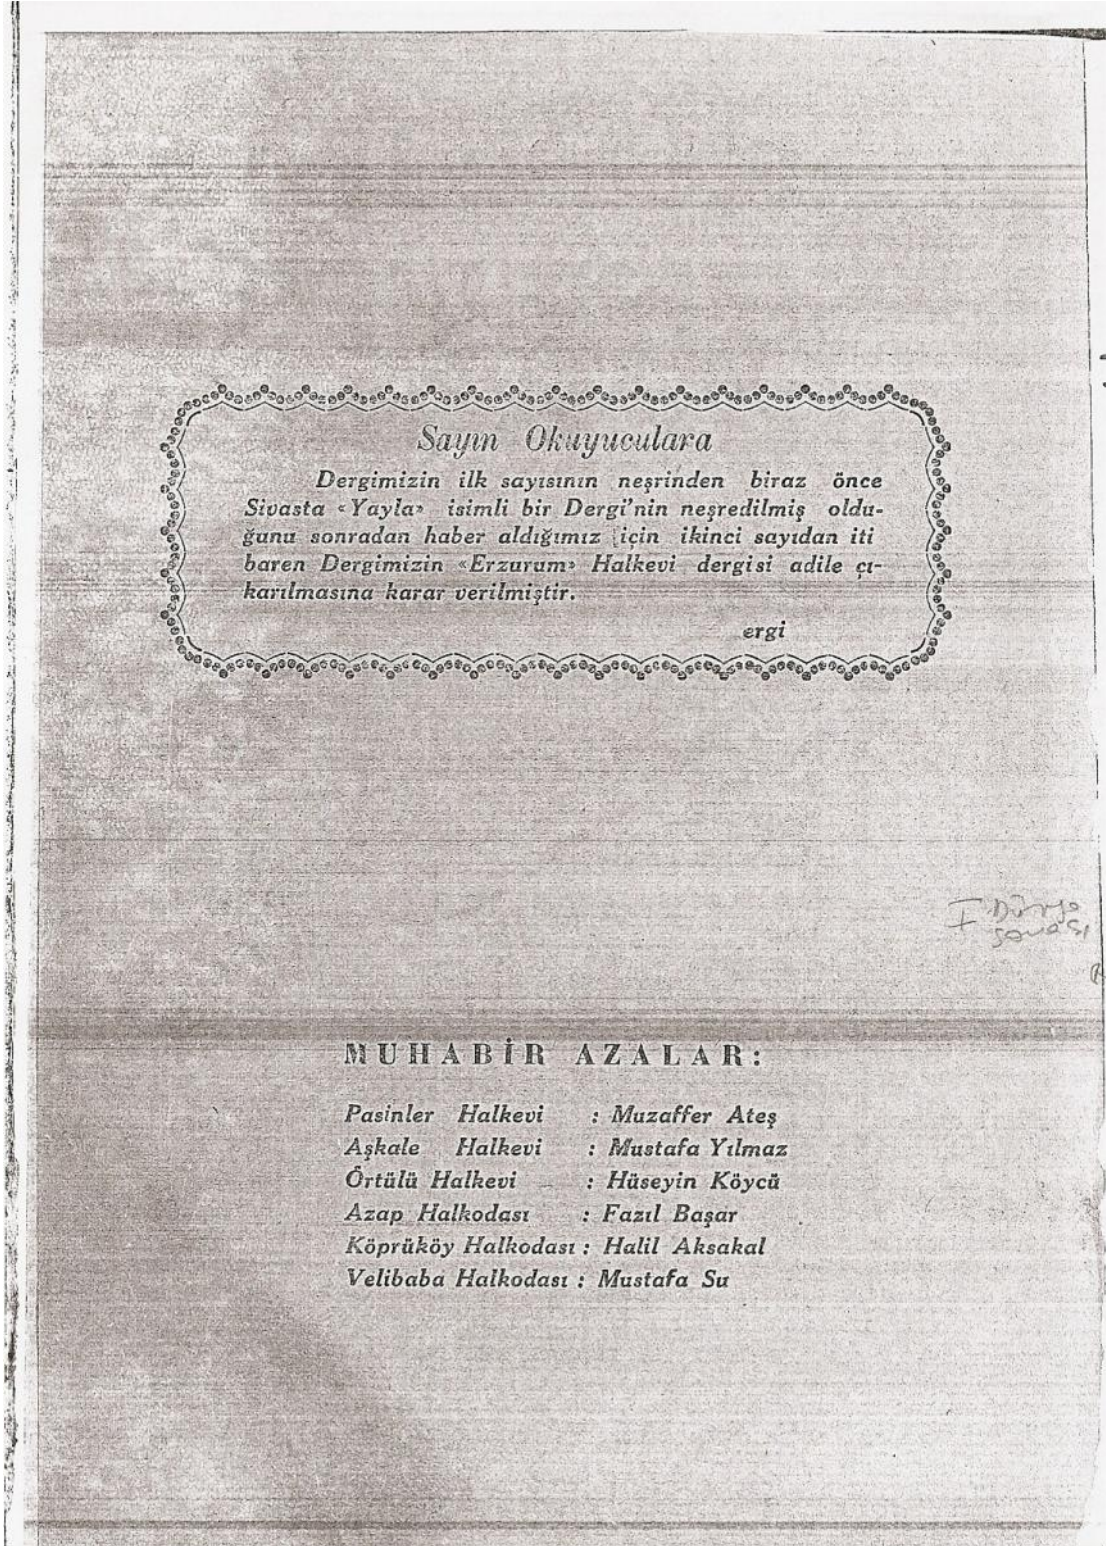 Sayın Okuyuculara
Dergimizin ilk sayısının neşrinden biraz önce
Sivasta «Yayla» isimli bir Dergi'nin neşredilmiş oldu-
ğunu sonradan haber aldığımız için ikinci sayıdan iti
baren Dergimizin «Erzurum» Halkevi dergisi adile çı-
karılmasına karar verilmiştir.
ergi
I Dünya
savaşı
MUHABİR AZALAR:
Pasinler Halkevi : Muzaffer Ateş
Aşkale Halkevi : Mustafa Yılmaz
Örtülü Halkevi : Hüseyin Köycü
Azap Halkodası : Fazıl Başar
Köprüköy Halkodası : Halil Aksakal
Velibaba Halkodası : Mustafa Su